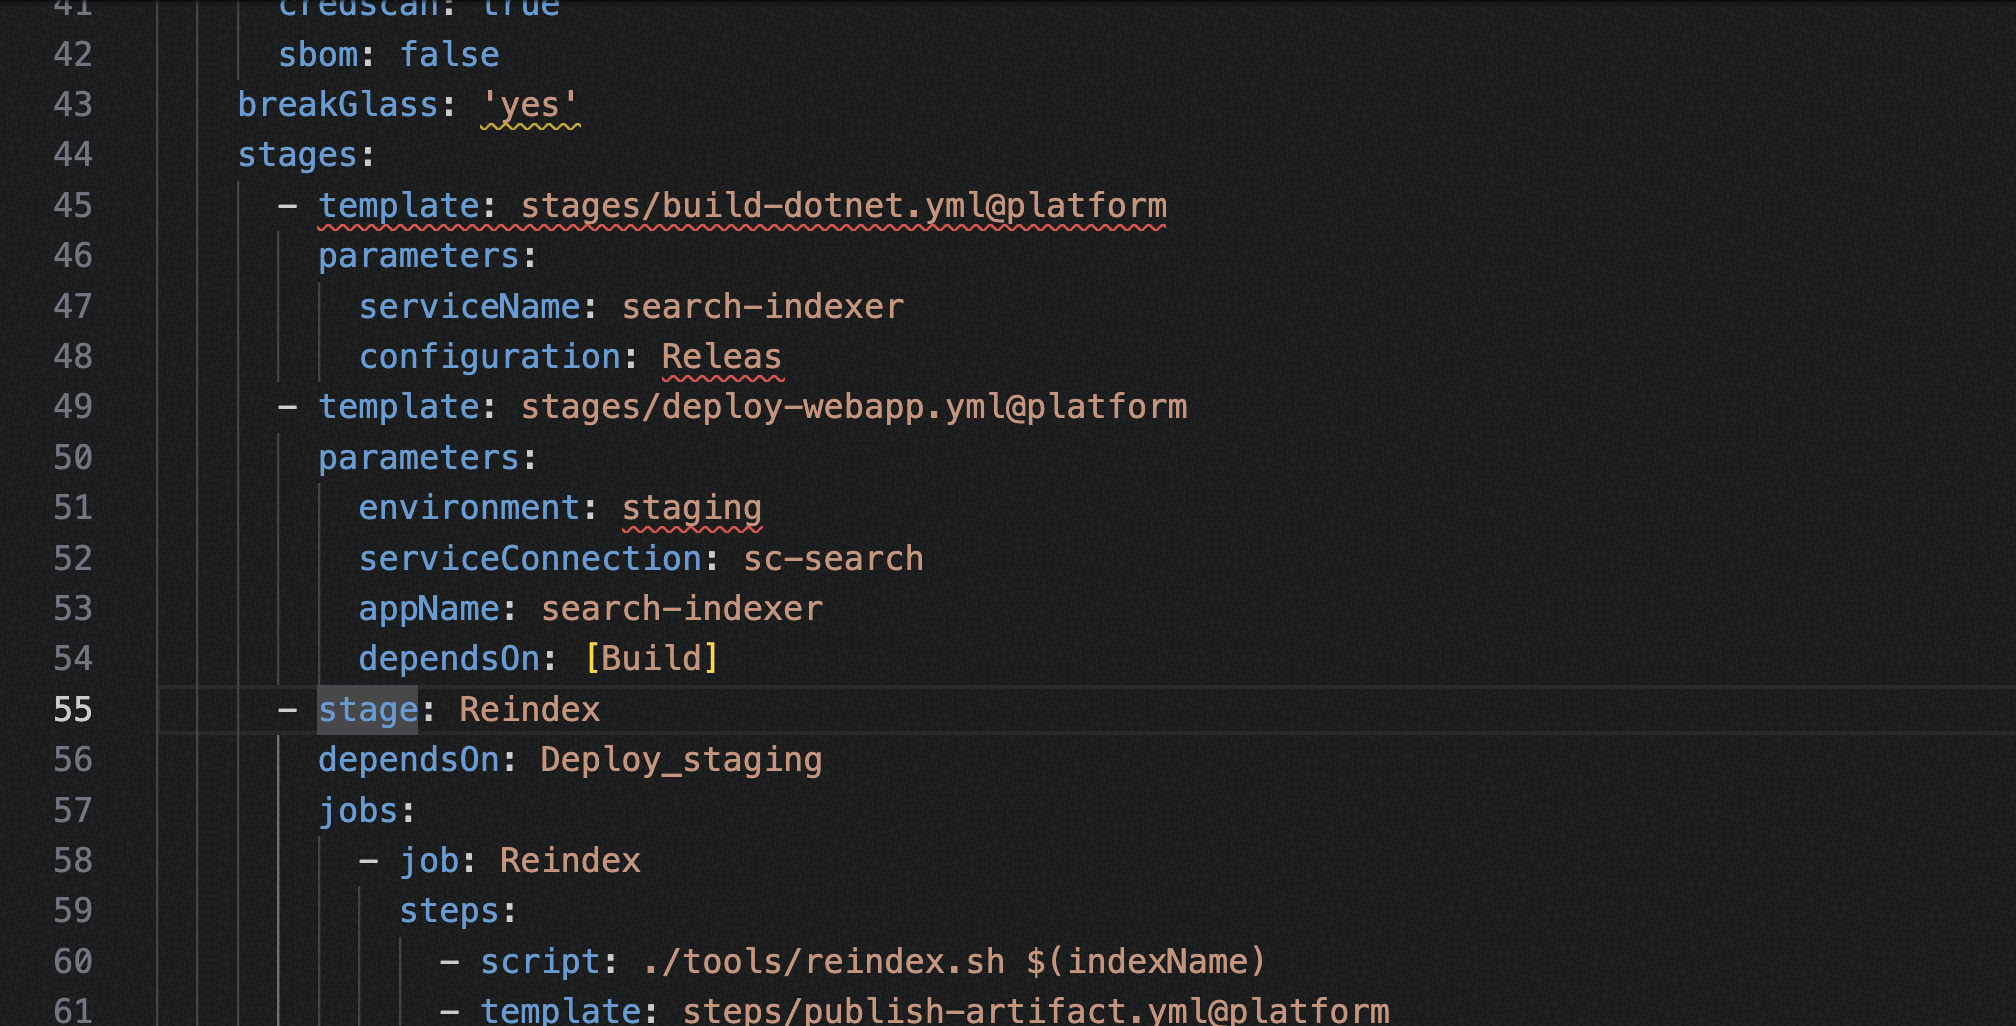 41 credscan: true
42 sbom: false
43 breakGlass: 'yes'
44 stages:
45 - template: stages/build-dotnet.yml@platform
46 parameters:
47 serviceName: search-indexer
48 configuration: Releas
49 - template: stages/deploy-webapp.yml@platform
50 parameters:
51 environment: staging
52 serviceConnection: sc-search
53 appName: search-indexer
54 dependsOn: [Build]
55 - stage: Reindex
56 dependsOn: Deploy_staging
57 jobs:
58 - job: Reindex
59 steps:
60 - script: ./tools/reindex.sh $(indexName)
61 - template: steps/publish-artifact.yml@platform